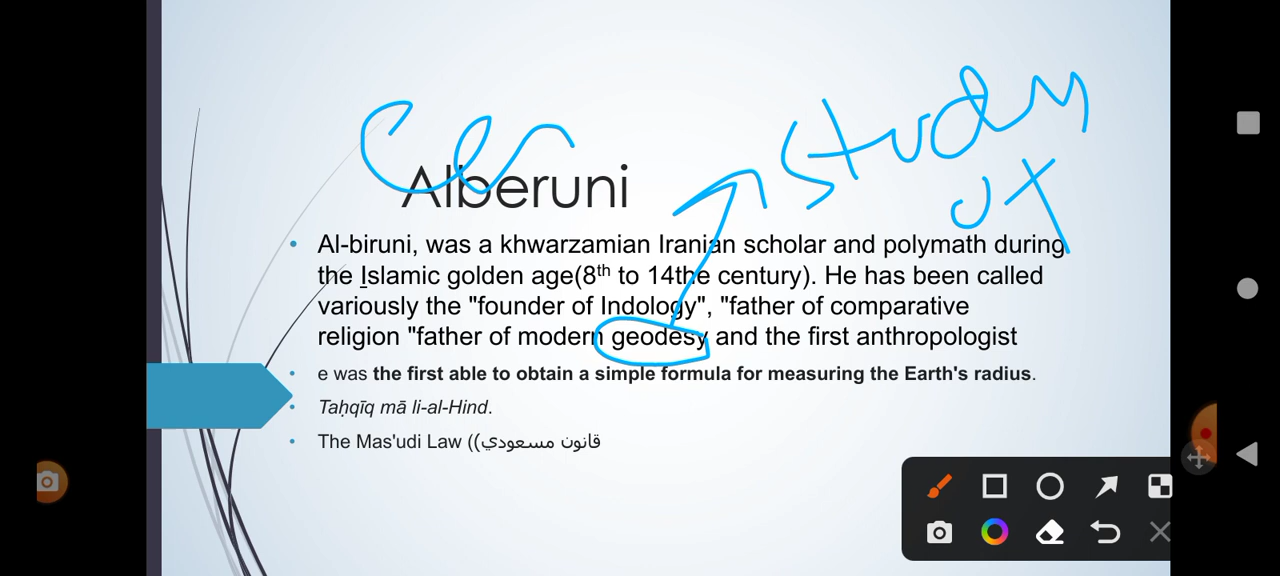 study
of
Alberuni
Al-biruni, was a khwarzamian Iranian scholar and polymath during
the Islamic golden age(8th to 14the century). He has been called
variously the "founder of Indology", "father of comparative
religion "father of modern geodesy and the first anthropologist
e was the first able to obtain a simple formula for measuring the Earth's radius.
Taḥqīq mā li-al-Hind.
The Mas'udi Law ((قانون مسعودي